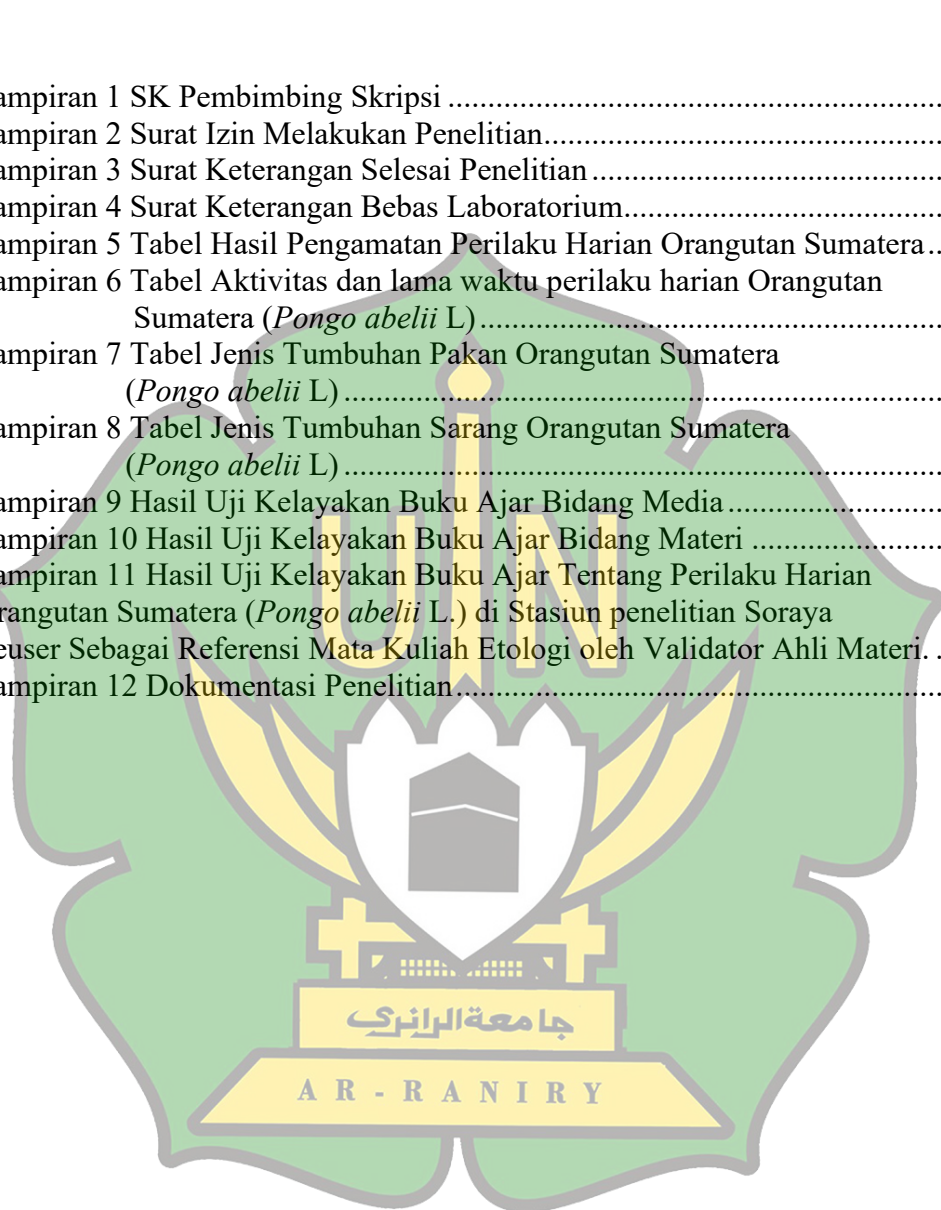 ampiran 1 SK Pembimbing Skripsi ..........................................................
ampiran 2 Surat Izin Melakukan Penelitian..............................................
ampiran 3 Surat Keterangan Selesai Penelitian ........................................
ampiran 4 Surat Keterangan Bebas Laboratorium....................................
ampiran 5 Tabel Hasil Pengamatan Perilaku Harian Orangutan Sumatera..
ampiran 6 Tabel Aktivitas dan lama waktu perilaku harian Orangutan
Sumatera (Pongo abelii L) ......................................................
ampiran 7 Tabel Jenis Tumbuhan Pakan Orangutan Sumatera
(Pongo abelii L) .......................................................................
ampiran 8 Tabel Jenis Tumbuhan Sarang Orangutan Sumatera
(Pongo abelii L) .......................................................................
ampiran 9 Hasil Uji Kelayakan Buku Ajar Bidang Media .........................
ampiran 10 Hasil Uji Kelayakan Buku Ajar Bidang Materi ......................
ampiran 11 Hasil Uji Kelayakan Buku Ajar Tentang Perilaku Harian
rangutan Sumatera (Pongo abelii L.) di Stasiun penelitian Soraya
euser Sebagai Referensi Mata Kuliah Etologi oleh Validator Ahli Materi. .
ampiran 12 Dokumentasi Penelitian.........................................................
UIN
جامعة الرانري
AR-RANIRY